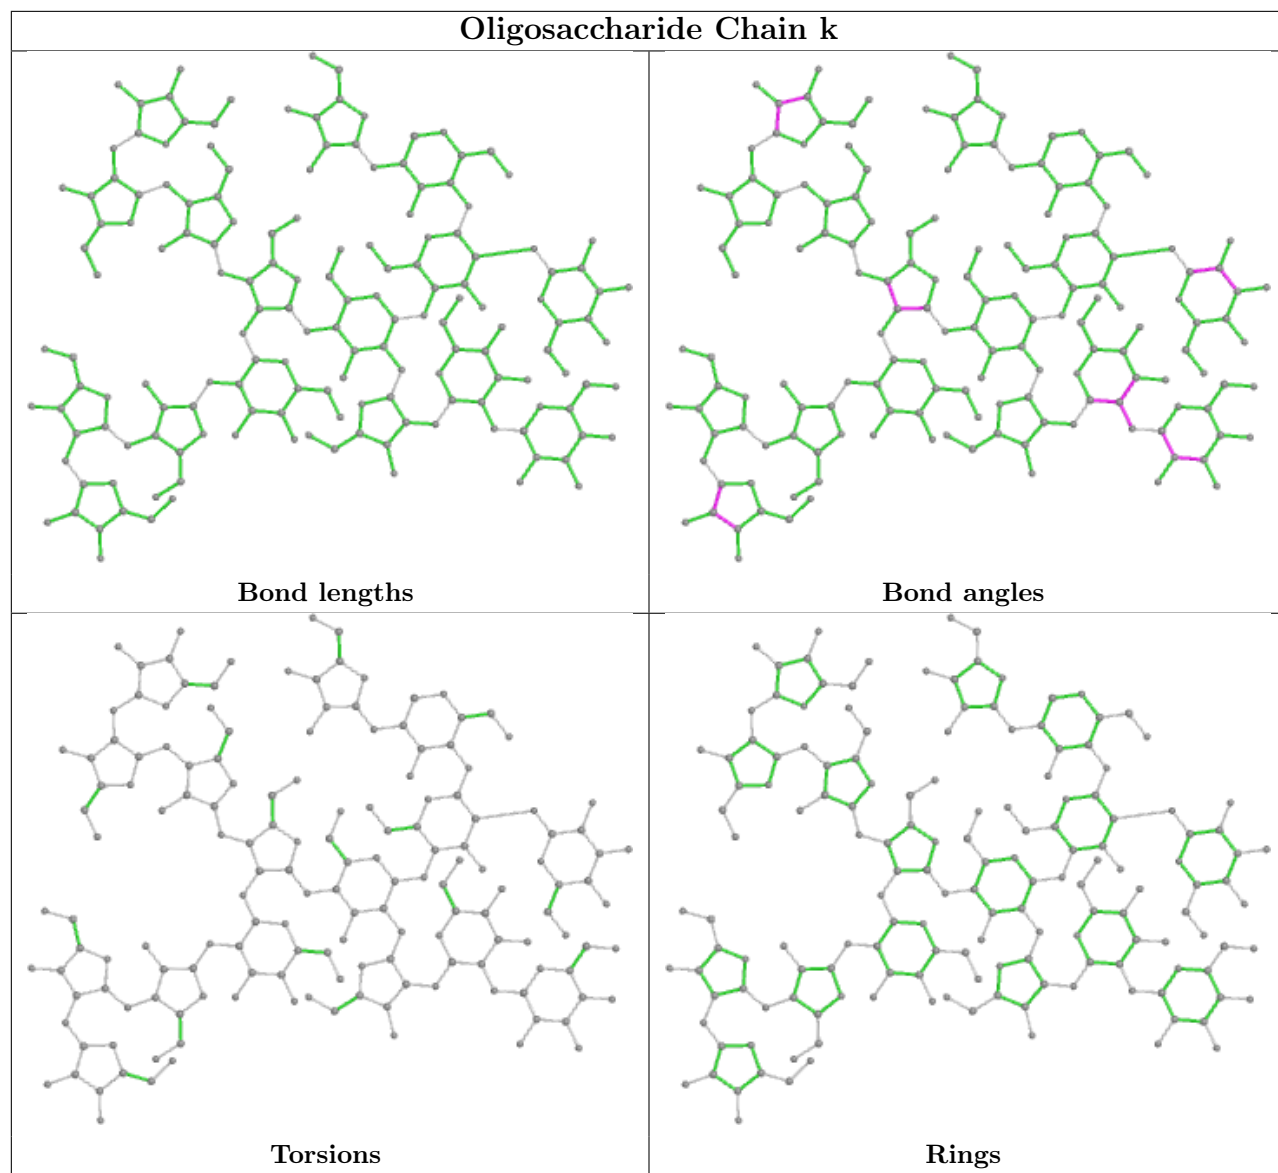 Oligosaccharide Chain k
Bond lengths
Bond angles
Torsions
Rings